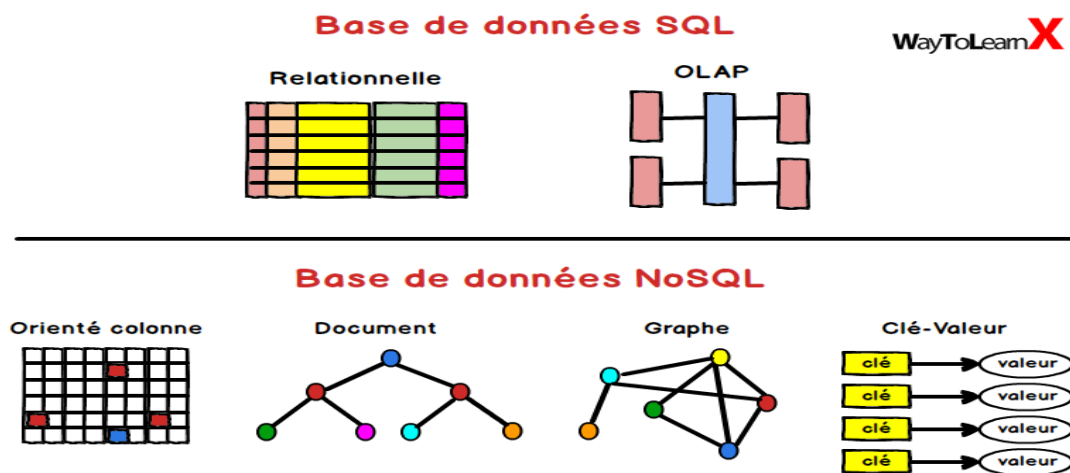 Base de données SQL
WayToLearnX
Relationnelle
OLAP
Base de données NoSQL
Orienté colonne
Document
Graphe
Clé-Valeur
clé valeur
clé valeur
clé valeur
clé valeur